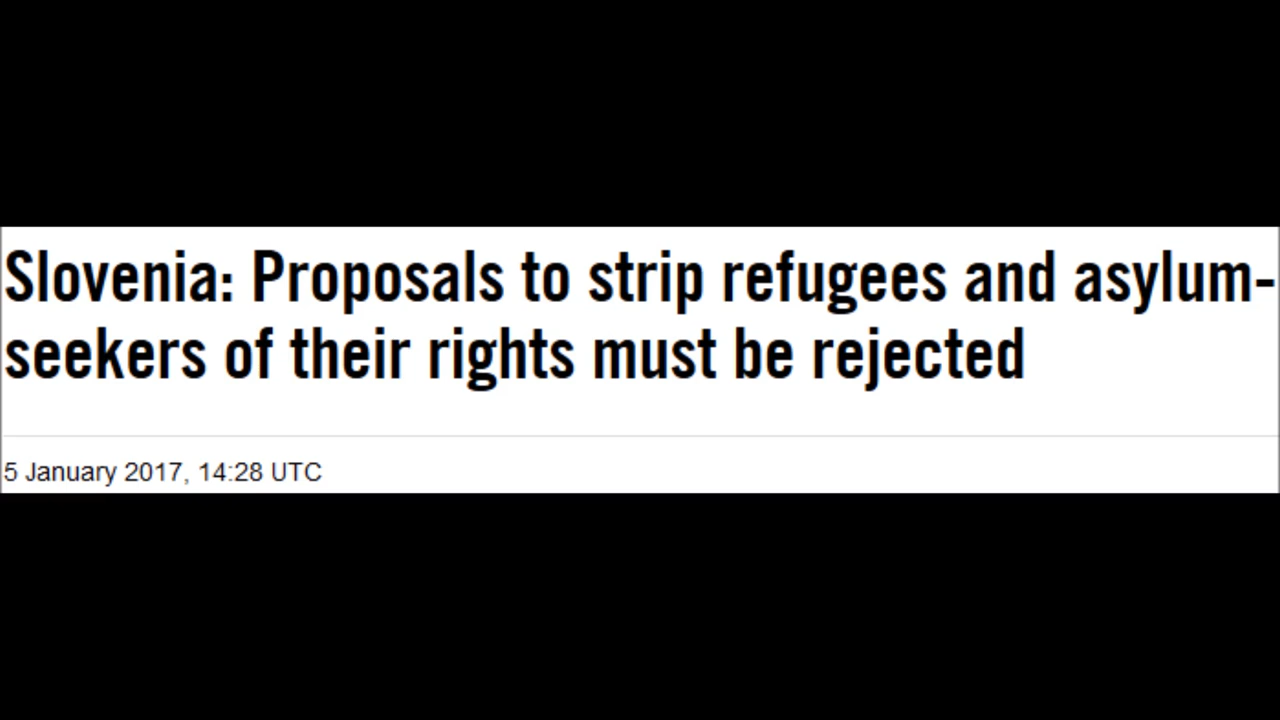 Slovenia: Proposals to strip refugees and asylum-
seekers of their rights must be rejected
5 January 2017, 14:28 UTC